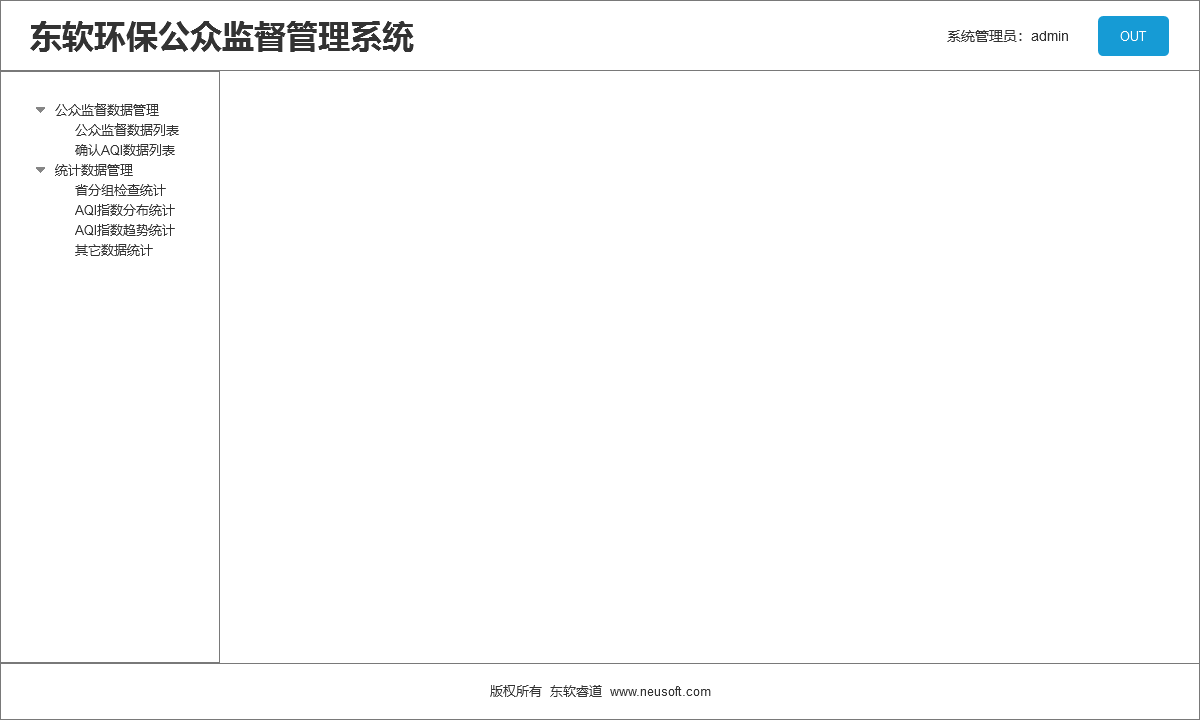 东软环保公众监督管理系统
系统管理员：admin
OUT
公众监督数据管理
公众监督数据列表
确认AQI数据列表
统计数据管理
省分组检查统计
AQI指数分布统计
AQI指数趋势统计
其它数据统计
版权所有 东软睿道 www.neusoft.com